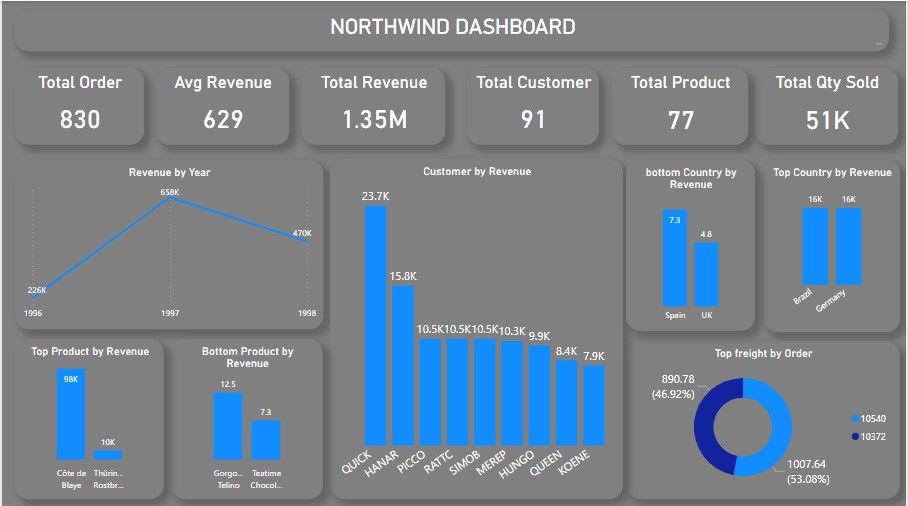 NORTHWIND DASHBOARD
Total Order
830
Avg Revenue
629
Total Revenue
1.35M
Total Customer
91
Total Product
77
Total Qty Sold
51K
Revenue by Year
658K
470K
226K
1996 1997 1998
Customer by Revenue
23.7K
15.8K
10.5K 10.5K 10.5K 10.3K 9.9K 8.4K 7.9K
QUICK HANAR PICCO RATTC SIMOB MEREP HUNGO QUEEN KOENE
bottom Country by
Revenue
7.3
4.8
Spain UK
Top Country by Revenue
16K 16K
Brazil Germany
Top Product by Revenue
98K
10K
Côte de
Blaye
Thürin...
Rostbr...
Bottom Product by
Revenue
12.5
7.3
Gorgo...
Telino
Teatime
Chocol...
Top freight by Order
890.78
(46.92%)
1007.64
(53.08%)
10540
10372